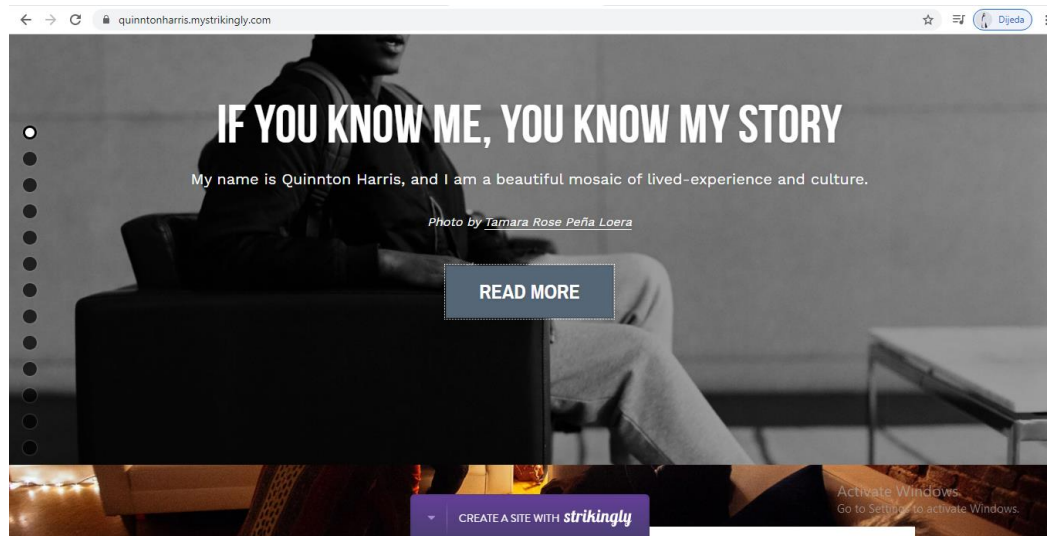 quinntonharris.mystrikingly.com
Dijeda
IF YOU KNOW ME, YOU KNOW MY STORY
My name is Quinnton Harris, and I am a beautiful mosaic of lived-experience and culture.
Photo by Tamara Rose Peña Loera
READ MORE
Activate Windows
Go to Settings to activate Windows.
CREATE A SITE WITH strikingly